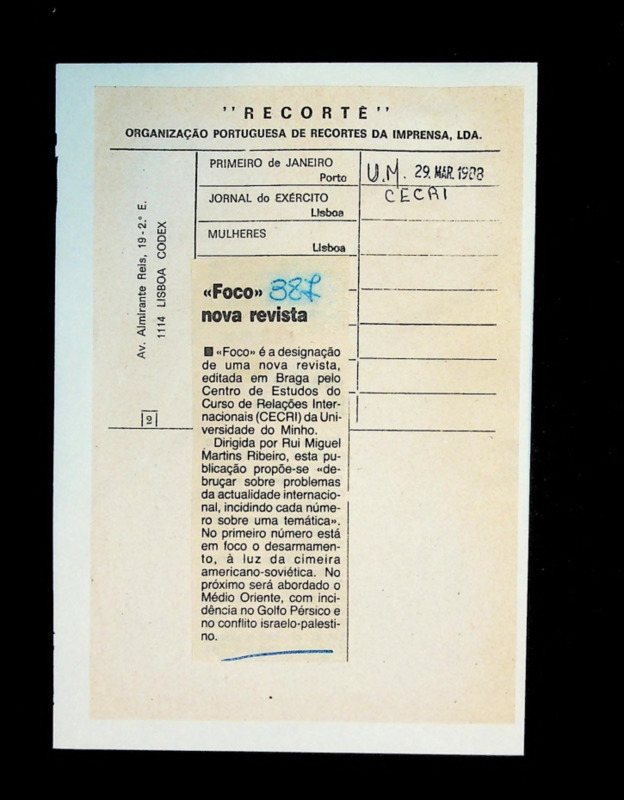 "RECORTE"
ORGANIZAÇÃO PORTUGUESA DE RECORTES DA IMPRENSA, LDA.
PRIMEIRO de JANEIRO
Porto
JORNAL do EXÉRCITO
Lisboa
MULHERES
Lisboa
U.M. 29. MAR. 1988
CECRI
Av. Almirante Reis, 19 - 2.º E.
1114 LISBOA CODEX
2
«Foco» 387
nova revista
■ «Foco» é a designação
de uma nova revista,
editada em Braga pelo
Centro de Estudos do
Curso de Relações Inter-
nacionais (CECRI) da Uni-
versidade do Minho.
Dirigida por Rui Miguel
Martins Ribeiro, esta pu-
blicação propõe-se «de-
bruçar sobre problemas
da actualidade internacio-
nal, incidindo cada núme-
ro sobre uma temática».
No primeiro número está
em foco o desarmamen-
to, à luz da cimeira
americano-soviética. No
próximo será abordado o
Médio Oriente, com inci-
dência no Golfo Pérsico e
no conflito israelo-palesti-
no.